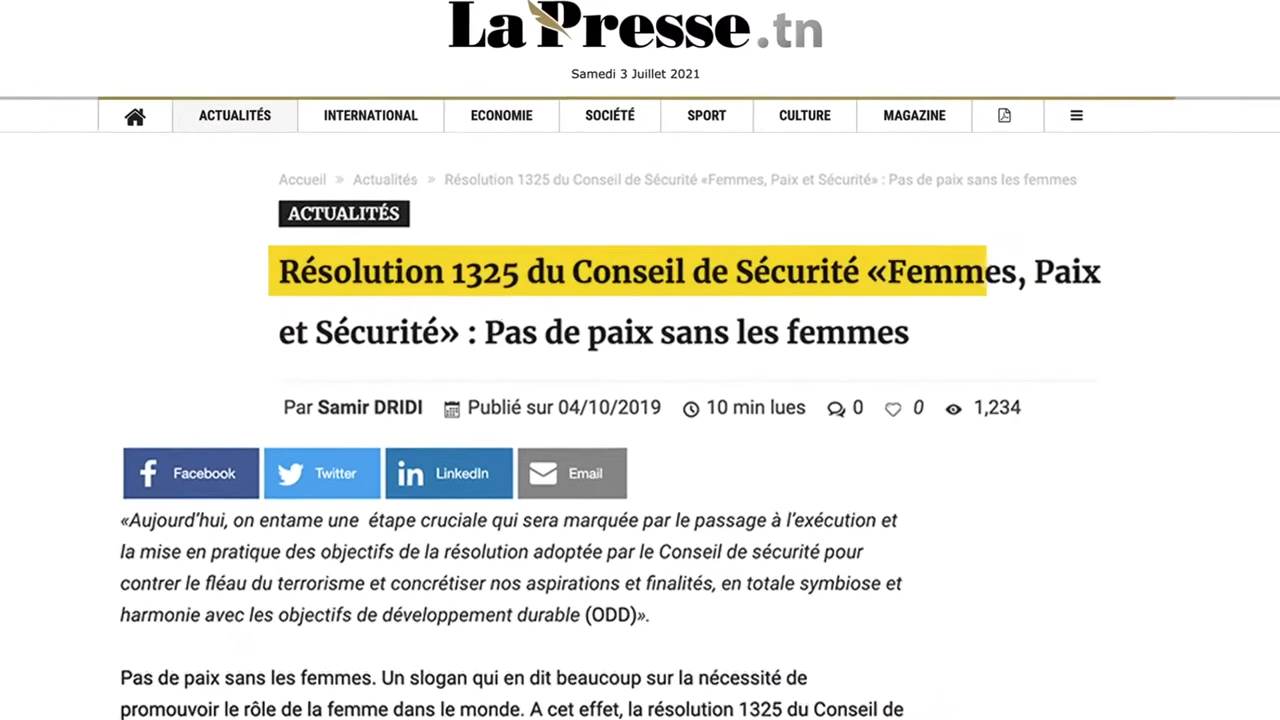 La Presse.tn
Samedi 3 Juillet 2021
ACTUALITÉS INTERNATIONAL ECONOMIE SOCIÉTÉ SPORT CULTURE MAGAZINE
Accueil » Actualités » Résolution 1325 du Conseil de Sécurité «Femmes, Paix et Sécurité» : Pas de paix sans les femmes
ACTUALITÉS
Résolution 1325 du Conseil de Sécurité «Femmes, Paix
et Sécurité» : Pas de paix sans les femmes
Par Samir DRIDI Publié sur 04/10/2019 10 min lues 0 0 1,234
Facebook Twitter LinkedIn Email
«Aujourd’hui, on entame une étape cruciale qui sera marquée par le passage à l’exécution et
la mise en pratique des objectifs de la résolution adoptée par le Conseil de sécurité pour
contrer le fléau du terrorisme et concrétiser nos aspirations et finalités, en totale symbiose et
harmonie avec les objectifs de développement durable (ODD)».
Pas de paix sans les femmes. Un slogan qui en dit beaucoup sur la nécessité de
promouvoir le rôle de la femme dans le monde. A cet effet, la résolution 1325 du Conseil de